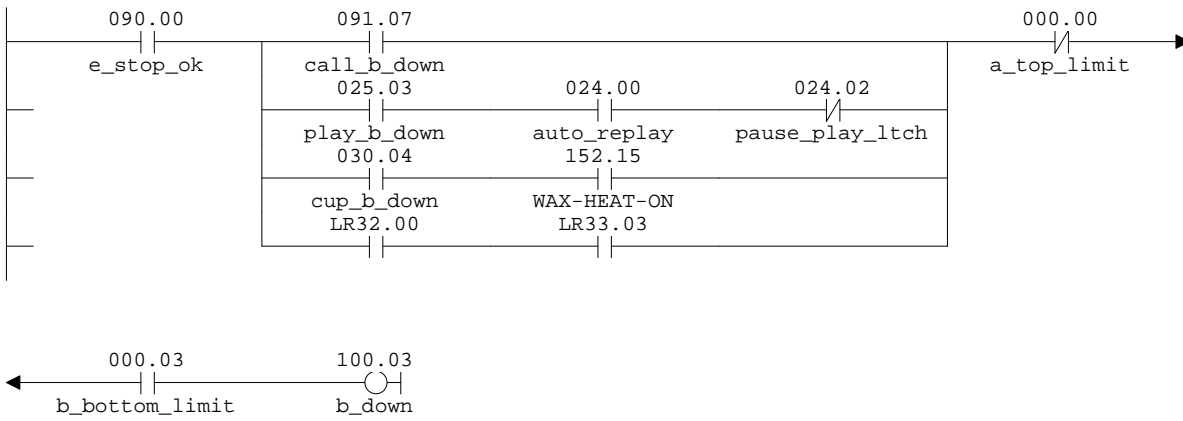 090.00 091.07 000.00
e_stop_ok call_b_down a_top_limit
025.03 024.00 024.02
play_b_down auto_replay pause_play_ltch
030.04 152.15
cup_b_down WAX-HEAT-ON
LR32.00 LR33.03
000.03 100.03
b_bottom_limit b_down